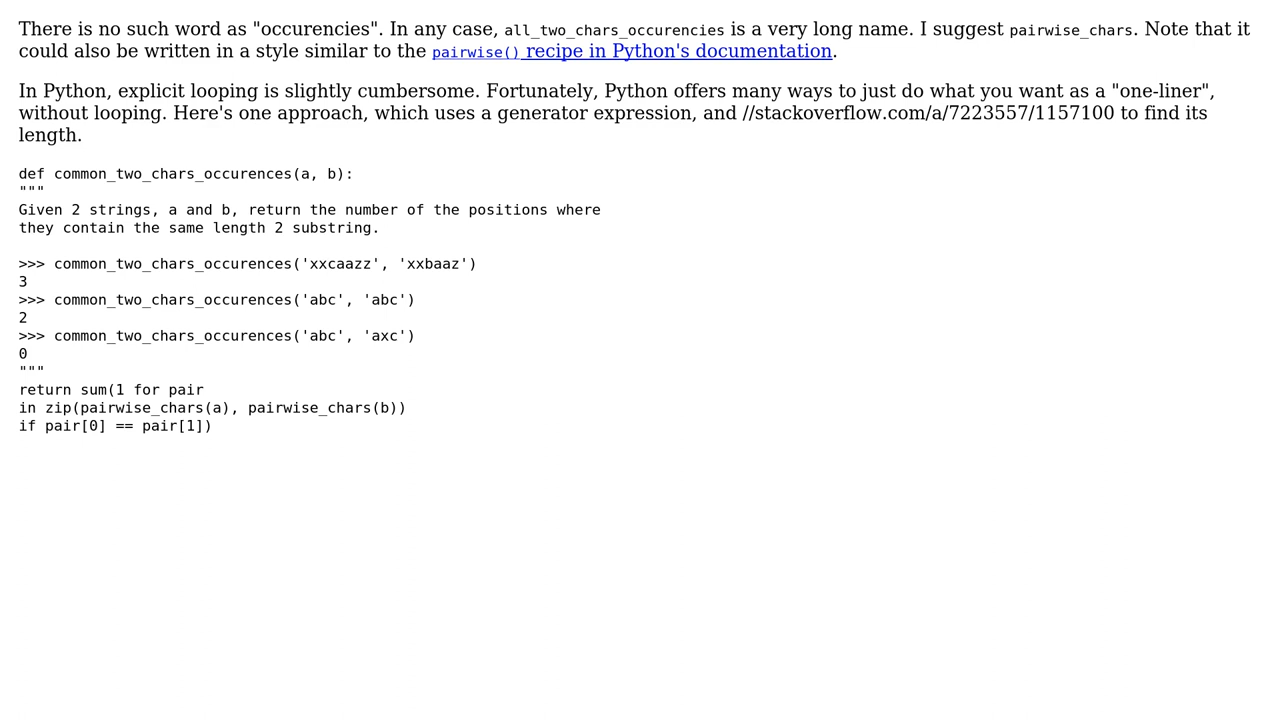 There is no such word as "occurencies". In any case, all_two_chars_occurencies is a very long name. I suggest pairwise_chars. Note that it
could also be written in a style similar to the pairwise() recipe in Python's documentation.
In Python, explicit looping is slightly cumbersome. Fortunately, Python offers many ways to just do what you want as a "one-liner",
without looping. Here's one approach, which uses a generator expression, and //stackoverflow.com/a/7223557/1157100 to find its
length.
def common_two_chars_occurences(a, b):
"""
Given 2 strings, a and b, return the number of the positions where
they contain the same length 2 substring.
>>> common_two_chars_occurences('xxcaazz', 'xxbaaz')
3
>>> common_two_chars_occurences('abc', 'abc')
2
>>> common_two_chars_occurences('abc', 'axc')
0
"""
return sum(1 for pair
in zip(pairwise_chars(a), pairwise_chars(b))
if pair[0] == pair[1])